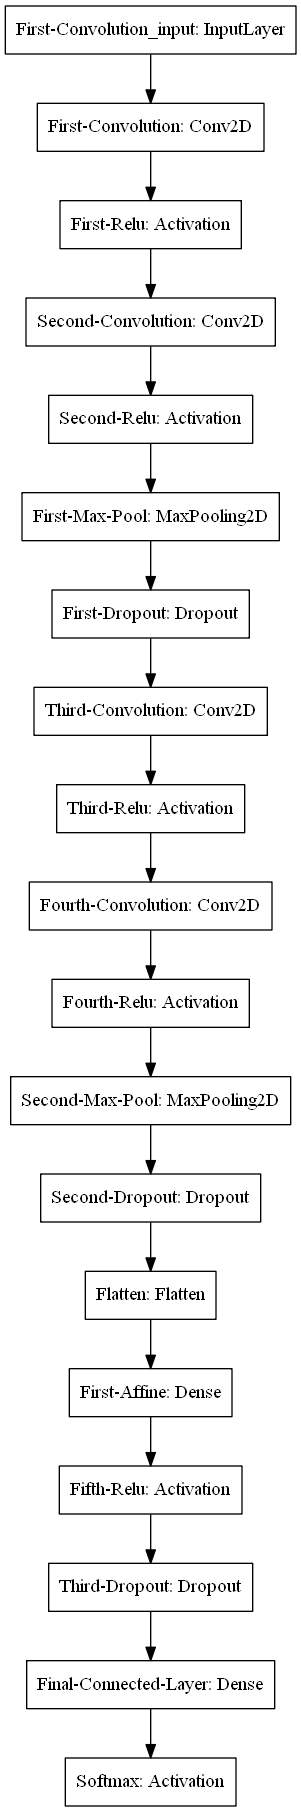 First-Convolution_input: InputLayer
First-Convolution: Conv2D
First-Relu: Activation
Second-Convolution: Conv2D
Second-Relu: Activation
First-Max-Pool: MaxPooling2D
First-Dropout: Dropout
Third-Convolution: Conv2D
Third-Relu: Activation
Fourth-Convolution: Conv2D
Fourth-Relu: Activation
Second-Max-Pool: MaxPooling2D
Second-Dropout: Dropout
Flatten: Flatten
First-Affine: Dense
Fifth-Relu: Activation
Third-Dropout: Dropout
Final-Connected-Layer: Dense
Softmax: Activation